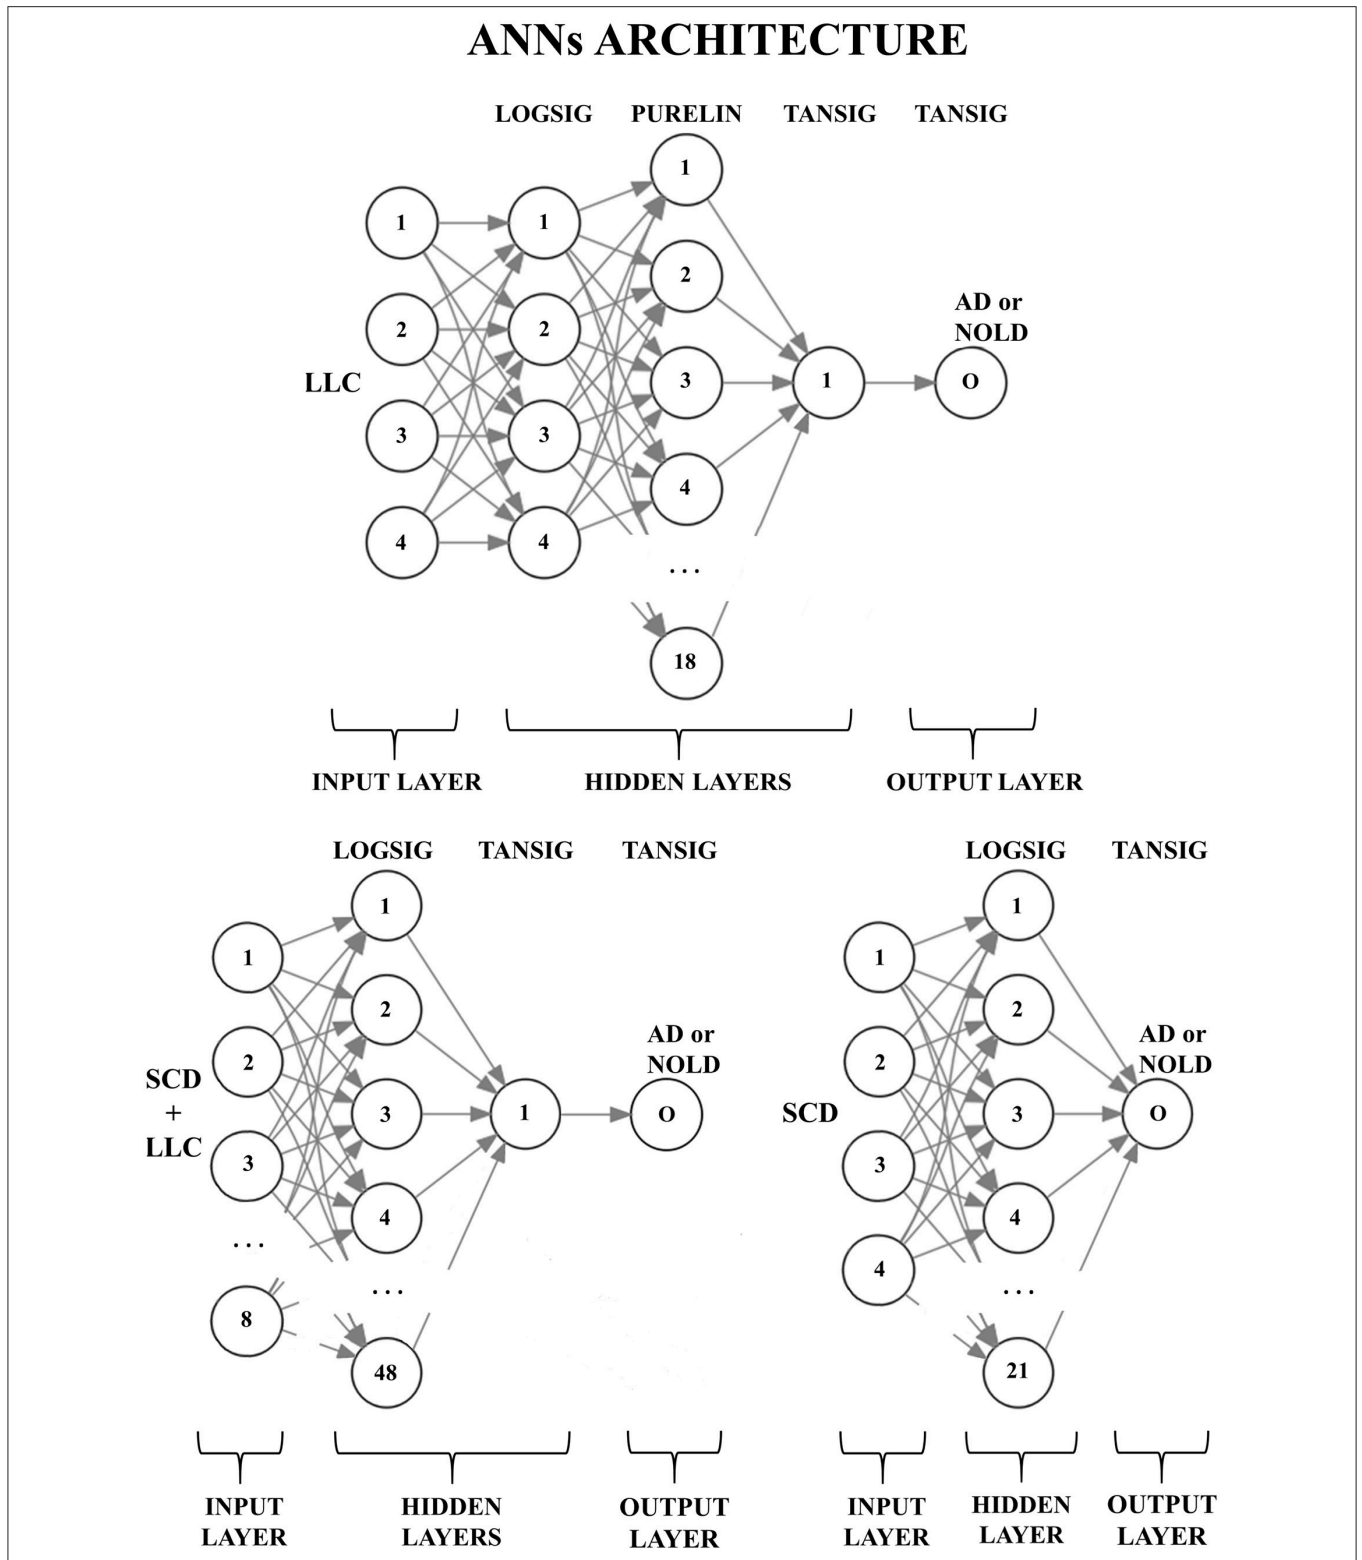 ANNs ARCHITECTURE
LOGSIG PURELIN TANSIG TANSIG
1
1 1
2
AD or
NOLD
2 2
LLC 3 1 O
3 3
4
4 4
...
18
INPUT LAYER HIDDEN LAYERS OUTPUT LAYER
LOGSIG TANSIG TANSIG
1
1
2
AD or
NOLD
2
SCD
+
LLC
3 1 O
3
4
...
...
8
48
INPUT
LAYER
HIDDEN
LAYERS
OUTPUT
LAYER
LOGSIG TANSIG
1
1
2
AD or
NOLD
2
SCD 3 O
3
4
4
...
21
INPUT
LAYER
HIDDEN
LAYER
OUTPUT
LAYER